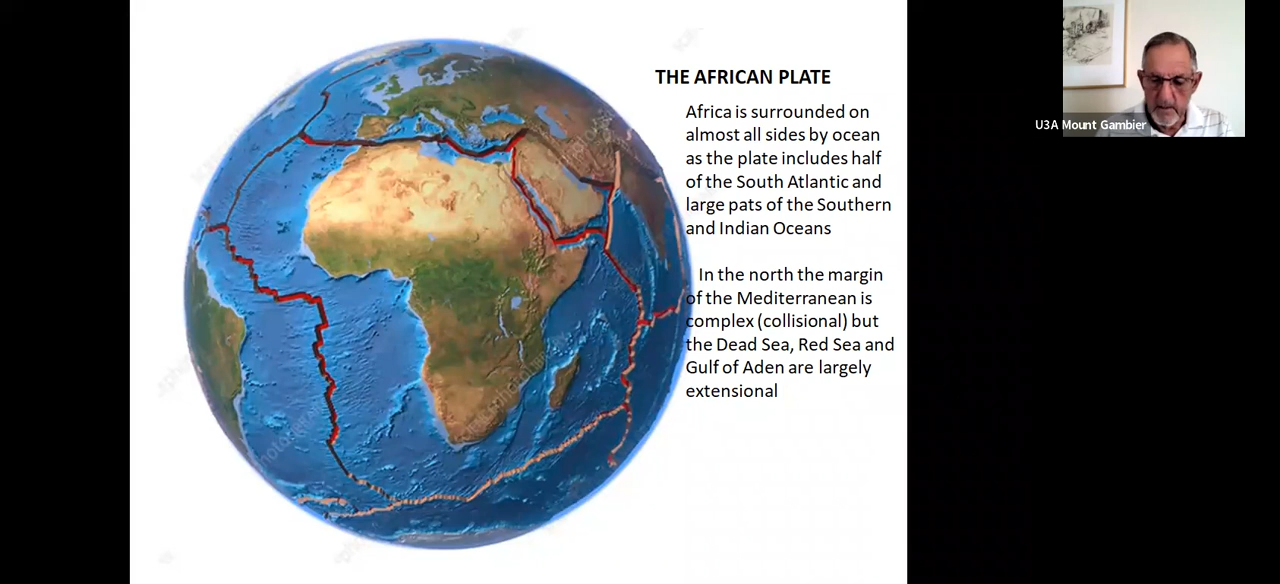 THE AFRICAN PLATE
Africa is surrounded on
almost all sides by ocean
as the plate includes half
of the South Atlantic and
large pats of the Southern
and Indian Oceans
In the north the margin
of the Mediterranean is
complex (collisional) but
the Dead Sea, Red Sea and
Gulf of Aden are largely
extensional
U3A Mount Gambier